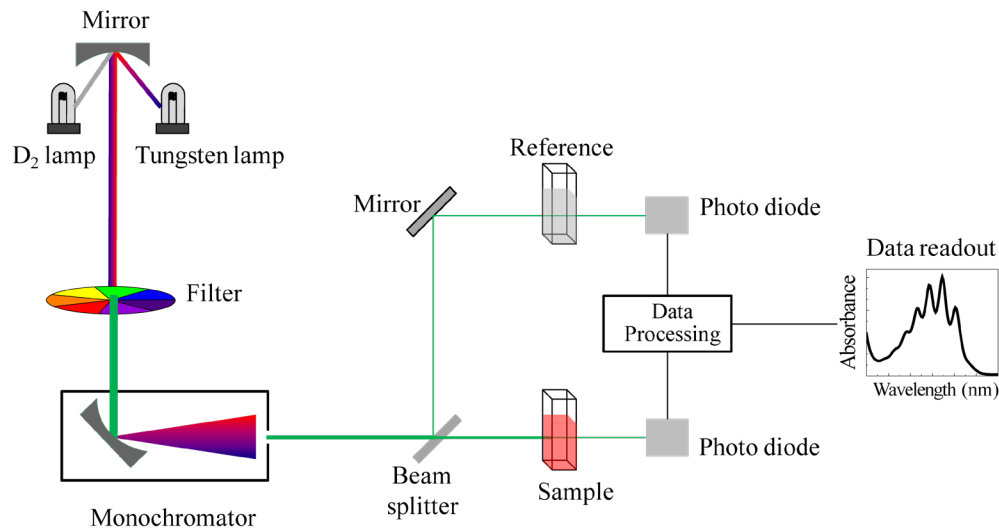 Mirror
D₂ lamp
Tungsten lamp
Reference
Mirror
Photo diode
Data readout
Filter
Absorbance
Data
Processing
Wavelength (nm)
Photo diode
Beam
splitter
Sample
Monochromator